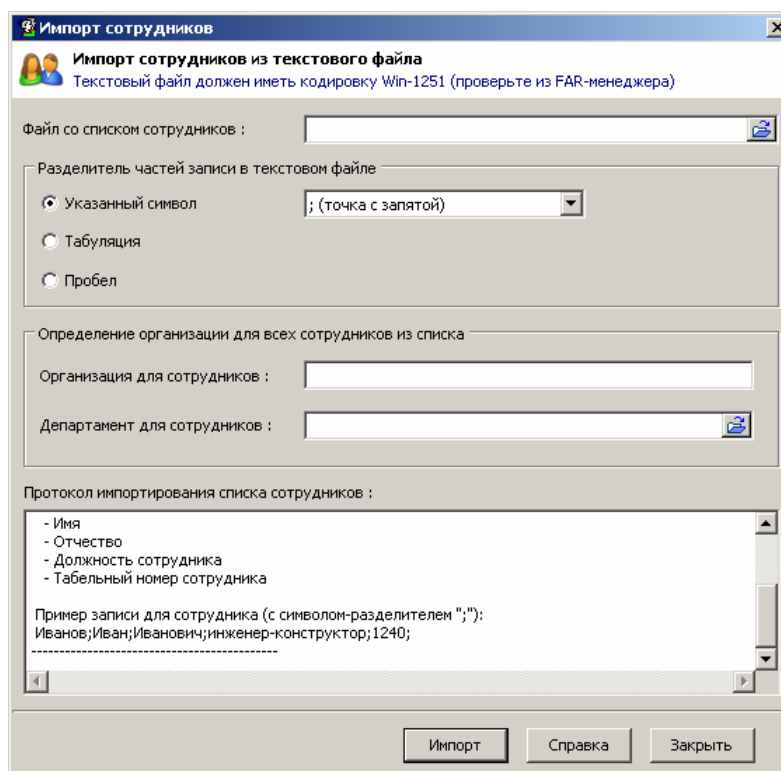 Импорт сотрудников
Импорт сотрудников из текстового файла
Текстовый файл должен иметь кодировку Win-1251 (проверьте из FAR-менеджера)
Файл со списком сотрудников :
Разделитель частей записи в текстовом файле
Указанный символ
; (точка с запятой)
Табуляция
Пробел
Определение организации для всех сотрудников из списка
Организация для сотрудников :
Департамент для сотрудников :
Протокол импортирования списка сотрудников :
- Имя
- Отчество
- Должность сотрудника
- Табельный номер сотрудника
Пример записи для сотрудника (с символом-разделителем ";"):
Иванов;Иван;Иванович;инженер-конструктор;1240;
--------------------------------------------
Импорт
Справка
Закрыть